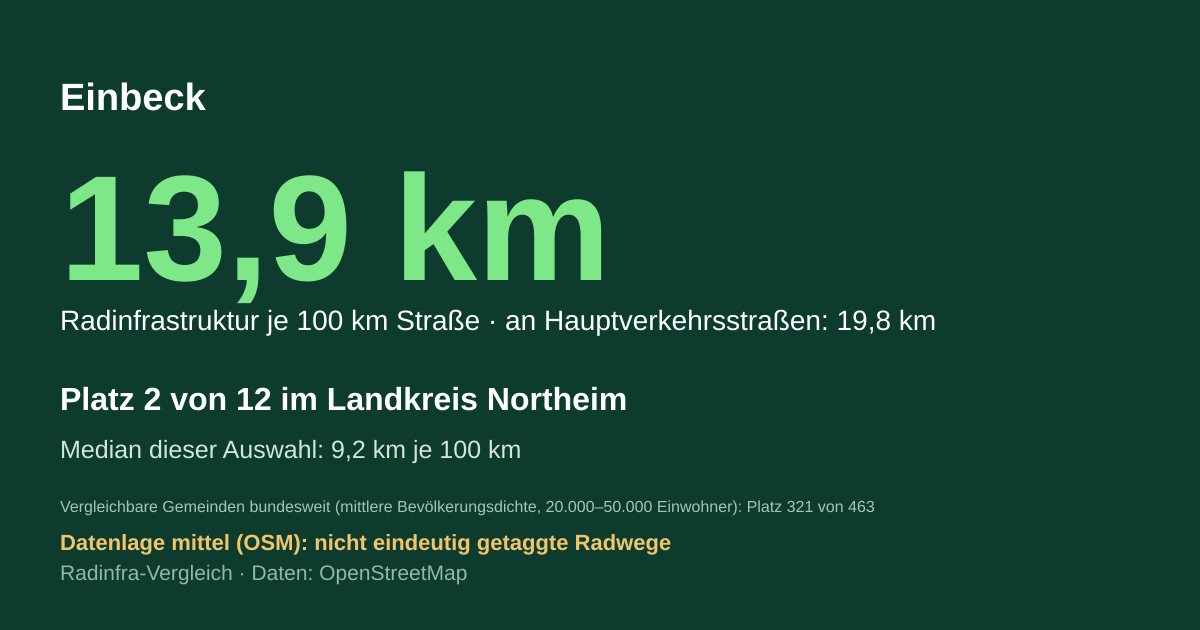 Einbeck
13,9 km
Radinfrastruktur je 100 km Straße · an Hauptverkehrsstraßen: 19,8 km
Platz 2 von 12 im Landkreis Northeim
Median dieser Auswahl: 9,2 km je 100 km
Vergleichbare Gemeinden bundesweit (mittlere Bevölkerungsdichte, 20.000–50.000 Einwohner): Platz 321 von 463
Datenlage mittel (OSM): nicht eindeutig getaggte Radwege
Radinfra-Vergleich · Daten: OpenStreetMap